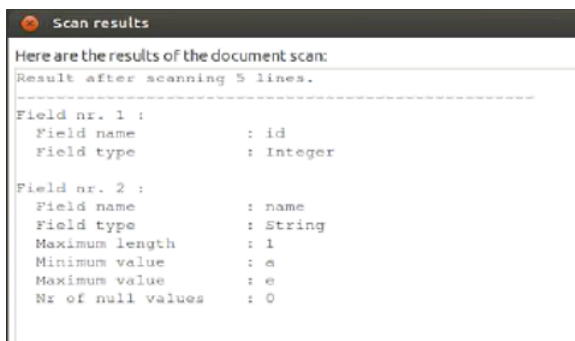 Scan results
Here are the results of the document scan:
Result after scanning 5 lines.
----------------------------------------------------
Field nr. 1 :
Field name : id
Field type : Integer
Field nr. 2 :
Field name : name
Field type : String
Maximum length : 1
Minimum value : a
Maximum value : e
Nr of null values : 0